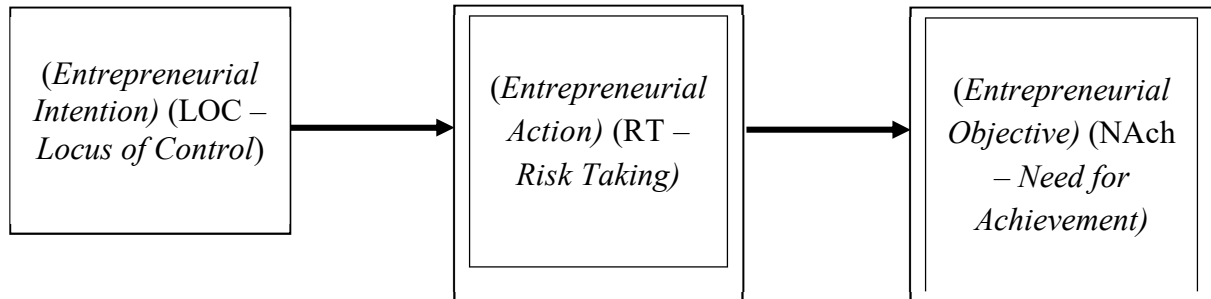 (Entrepreneurial
Intention) (LOC –
Locus of Control)
(Entrepreneurial
Action) (RT –
Risk Taking)
(Entrepreneurial
Objective) (NAch
– Need for
Achievement)